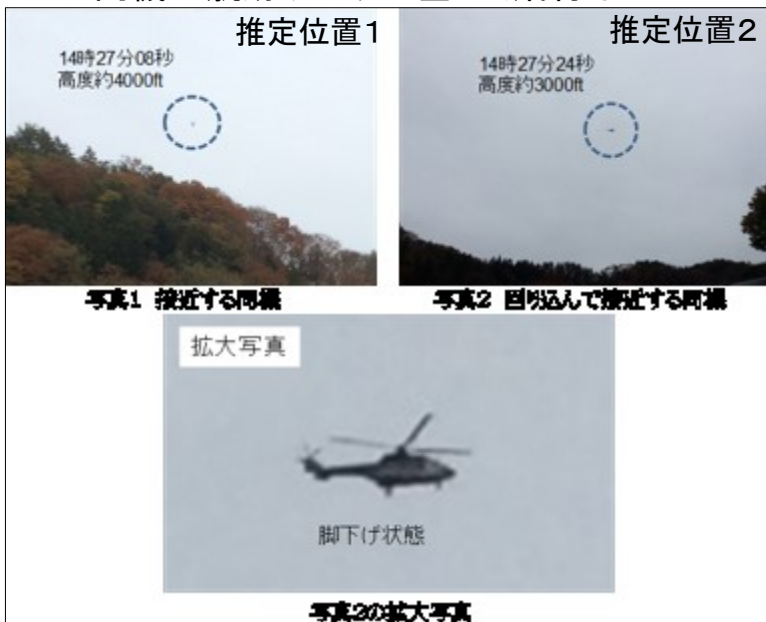 推定位置1
14時27分08秒
高度約4000ft
推定位置2
14時27分24秒
高度約3000ft
写真1 接近する同機
写真2 回り込んで接近する同機
拡大写真
脚下げ状態
写真2の拡大写真